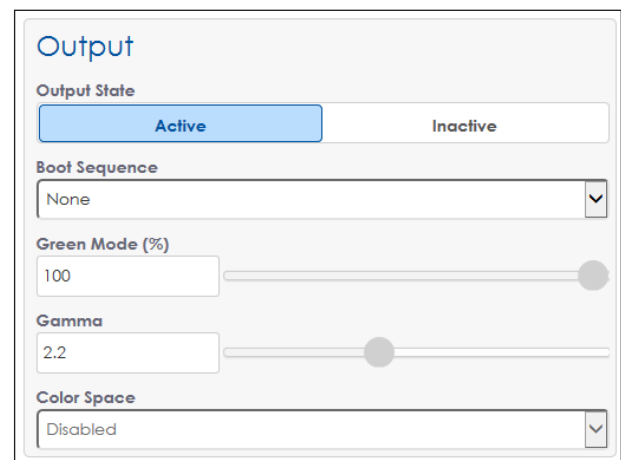 Output
Output State
Active Inactive
Boot Sequence
None
Green Mode (%)
100
Gamma
2.2
Color Space
Disabled